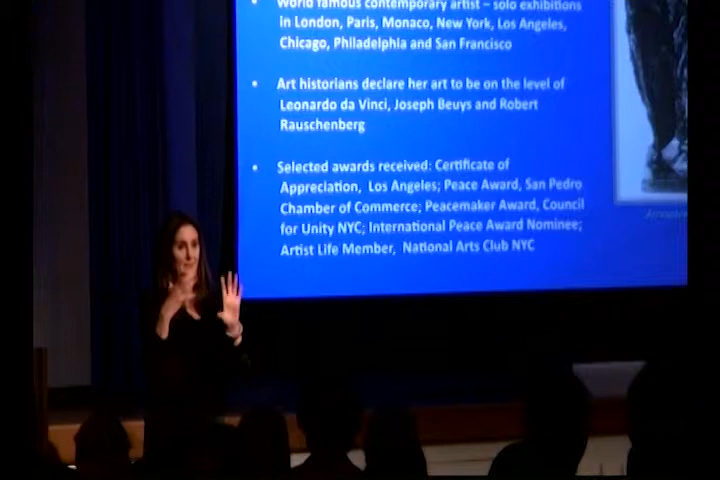 World famous contemporary artist – solo exhibitions
in London, Paris, Monaco, New York, Los Angeles,
Chicago, Philadelphia and San Francisco
Art historians declare her art to be on the level of
Leonardo da Vinci, Joseph Beuys and Robert
Rauschenberg
Selected awards received: Certificate of
Appreciation, Los Angeles; Peace Award, San Pedro
Chamber of Commerce; Peacemaker Award, Council
for Unity NYC; International Peace Award Nominee;
Artist Life Member, National Arts Club NYC